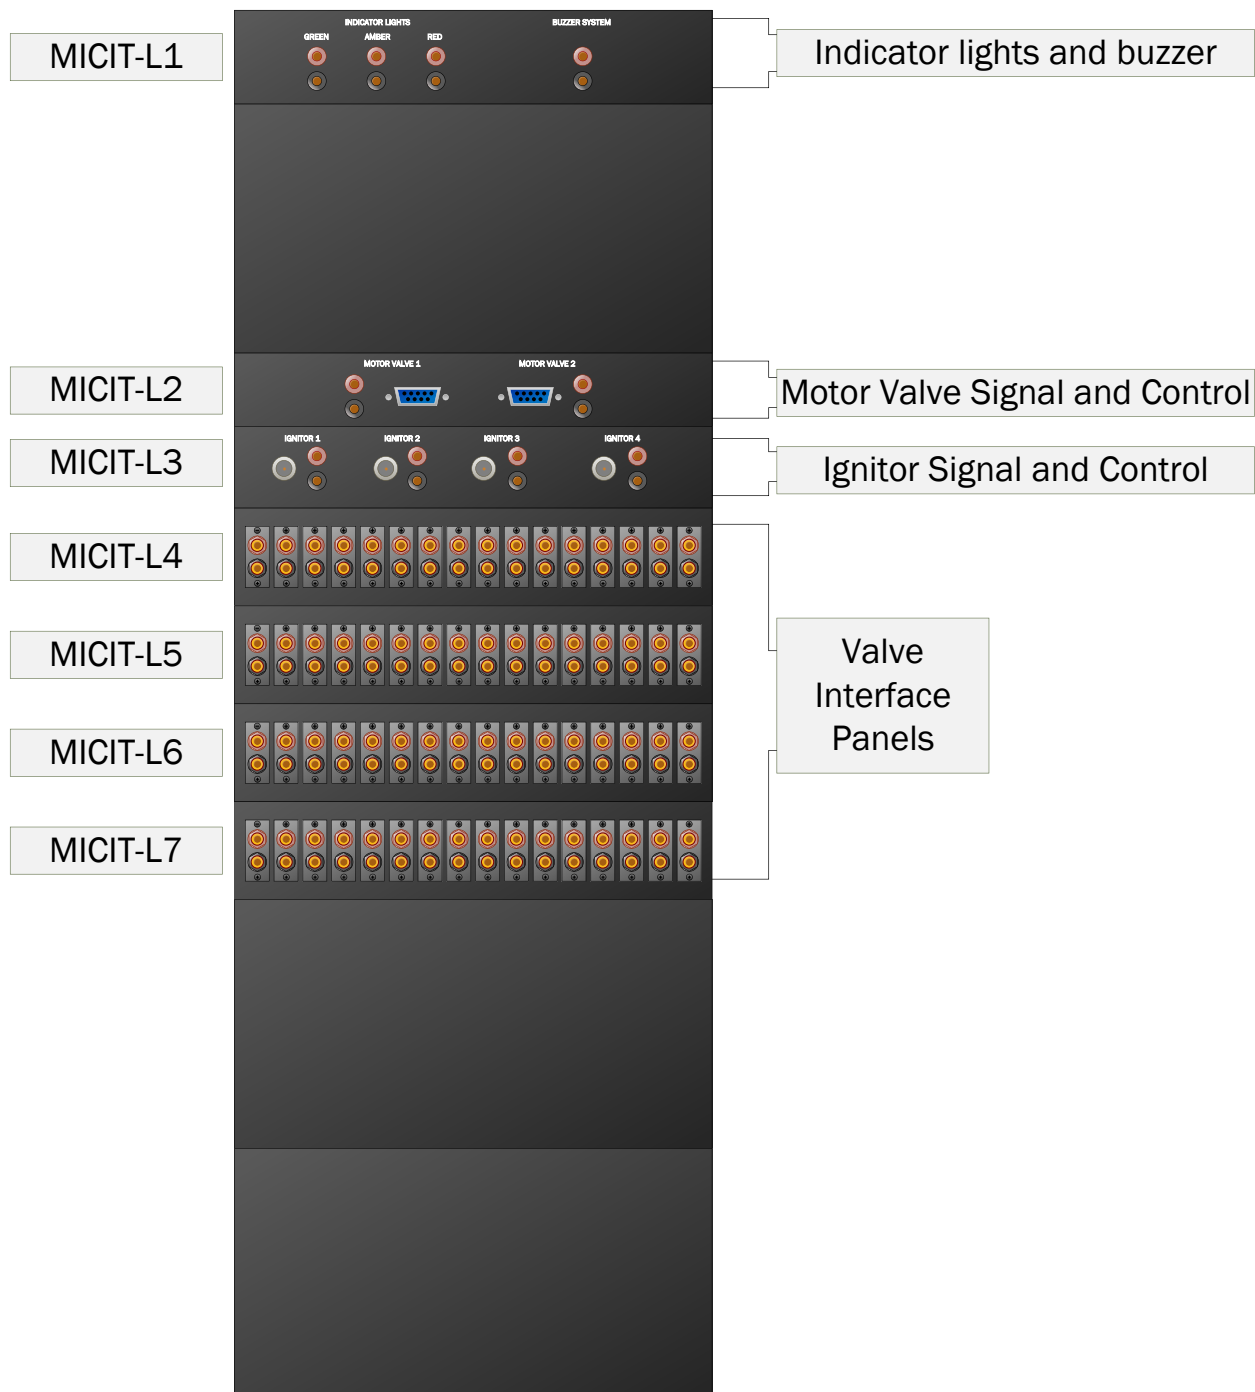 INDICATOR LIGHTS
BUZZER SYSTEM
GREEN
AMBER
RED
MICIT-L1
Indicator lights and buzzer
MOTOR VALVE 1
MOTOR VALVE 2
MICIT-L2
Motor Valve Signal and Control
IGNITOR 1
IGNITOR 2
IGNITOR 3
IGNITOR 4
MICIT-L3
Ignitor Signal and Control
MICIT-L4
MICIT-L5
Valve
Interface
Panels
MICIT-L6
MICIT-L7